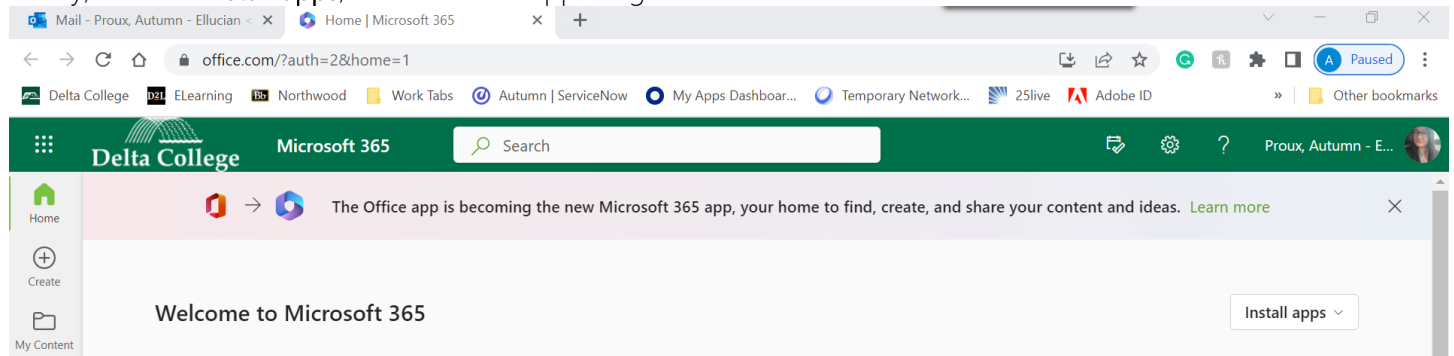 apps,
Mail - Proux, Autumn - Ellucian <
Home | Microsoft 365
office.com/?auth=2&home=1
A Paused
Delta College D2L ELearning Bb Northwood Work Tabs Autumn | ServiceNow My Apps Dashboar... Temporary Network... 25live Adobe ID » Other bookmarks
Delta College Microsoft 365 Search ? Proux, Autumn - E...
Home
The Office app is becoming the new Microsoft 365 app, your home to find, create, and share your content and ideas. Learn more
Create
Welcome to Microsoft 365
Install apps
My Content